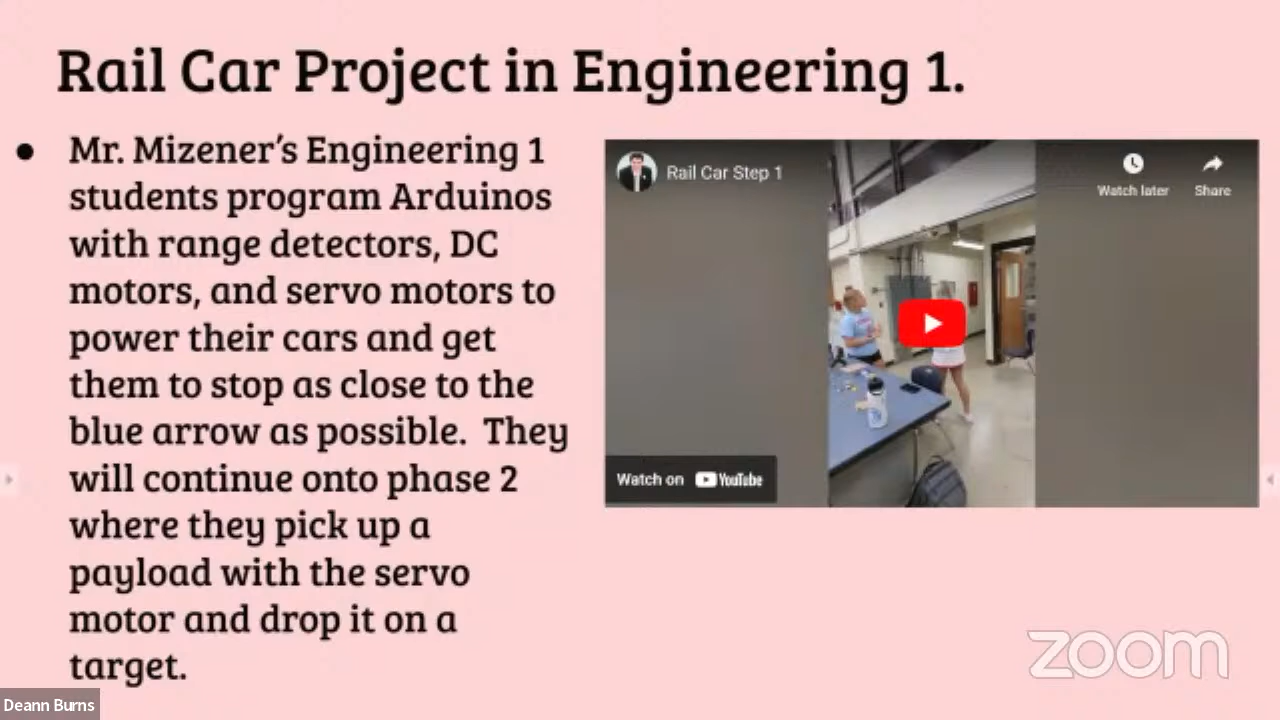 Rail Car Project in Engineering 1.
● Mr. Mizener's Engineering 1
students program Arduinos
with range detectors, DC
motors, and servo motors to
power their cars and get
them to stop as close to the
blue arrow as possible.  They
will continue onto phase 2
where they pick up a
payload with the servo
motor and drop it on a
target.
Rail Car Step 1
Watch later
Share
Watch on YouTube
zoom
Deann Burns